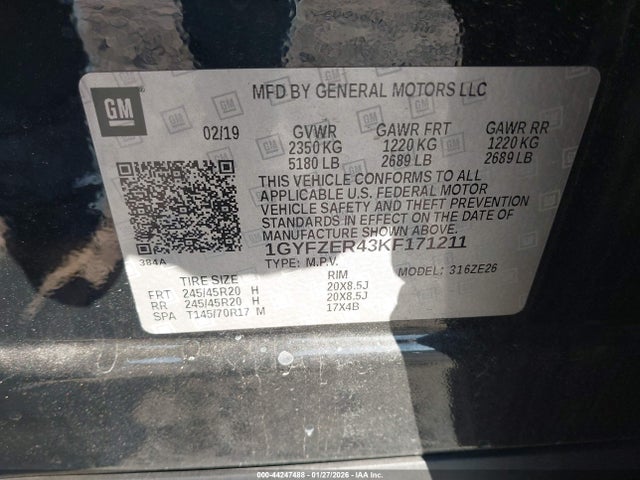 GM
MFD BY GENERAL MOTORS LLC
02/19 GVWR GAWR FRT GAWR RR
2350 KG 1220 KG 1220 KG
5180 LB 2689 LB 2689 LB
THIS VEHICLE CONFORMS TO ALL
APPLICABLE U.S. FEDERAL MOTOR
VEHICLE SAFETY AND THEFT PREVENTION
STANDARDS IN EFFECT ON THE DATE OF
MANUFACTURE SHOWN ABOVE.
1GYFZER43KF171211
384A TYPE: M.P.V. MODEL: 316ZE26
TIRE SIZE RIM
FRT 245/45R20 H 20X8.5J
RR 245/45R20 H 20X8.5J
SPA T145/70R17 M 17X4B
000-44247488 | 01/27/2026 | IAA Inc.